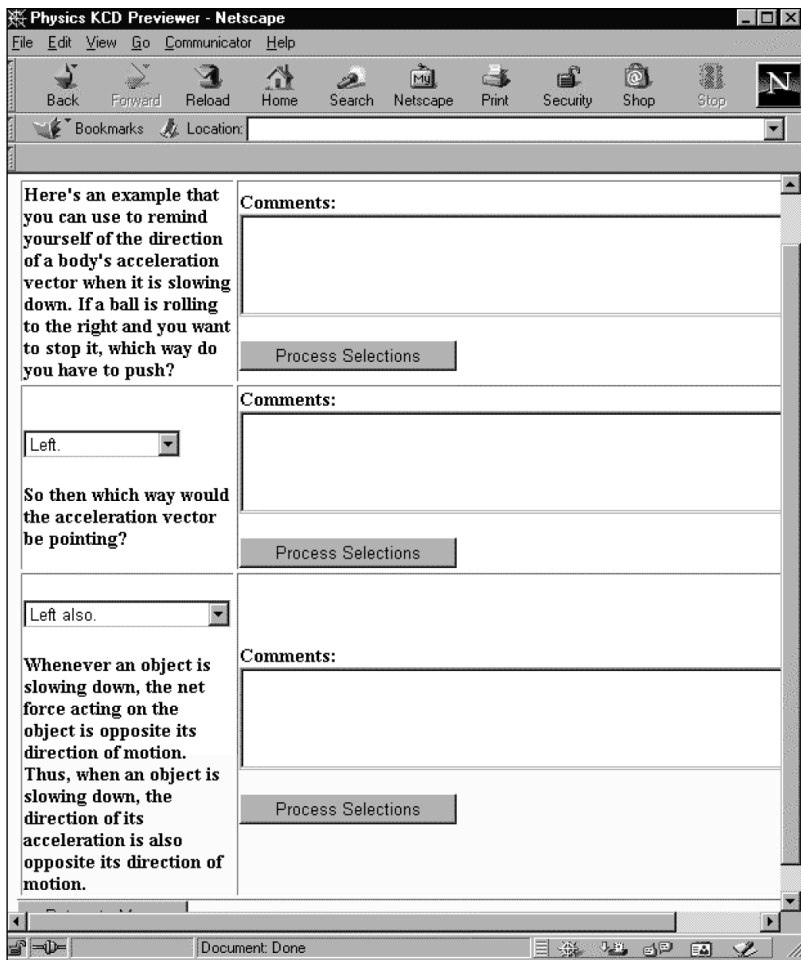 Physics KCD Previewer - Netscape
File Edit View Go Communicator Help
Back Forward Reload Home Search Netscape Print Security Shop Stop
My
N
Bookmarks Location:
Here's an example that
you can use to remind
yourself of the direction
of a body's acceleration
vector when it is slowing
down. If a ball is rolling
to the right and you want
to stop it, which way do
you have to push?
Comments:
Process Selections
Left.
So then which way would
the acceleration vector
be pointing?
Comments:
Process Selections
Left also.
Whenever an object is
slowing down, the net
force acting on the
object is opposite its
direction of motion.
Thus, when an object is
slowing down, the
direction of its
acceleration is also
opposite its direction of
motion.
Comments:
Process Selections
Document: Done